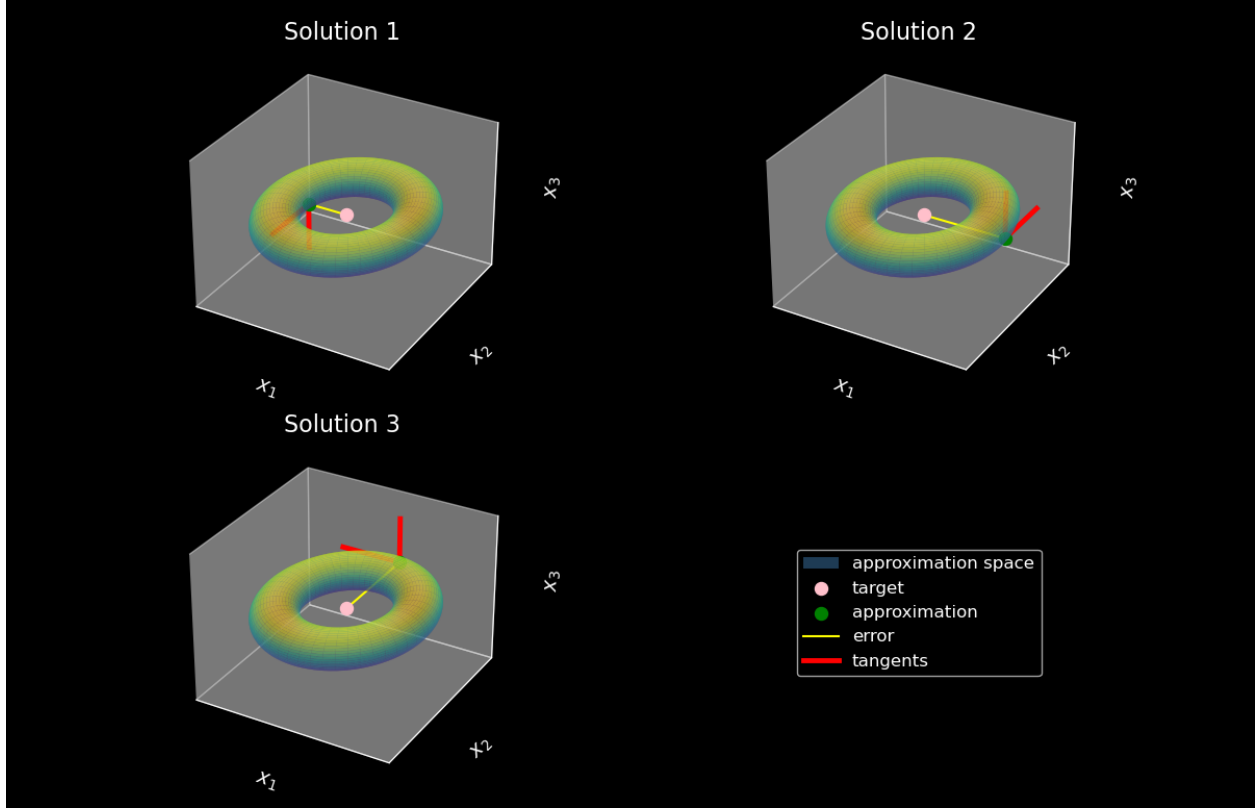 Solution 1
Solution 2
x₃
x₃
x₂
x₂
x₁
x₁
Solution 3
x₃
x₂
x₁
approximation space
target
approximation
error
tangents